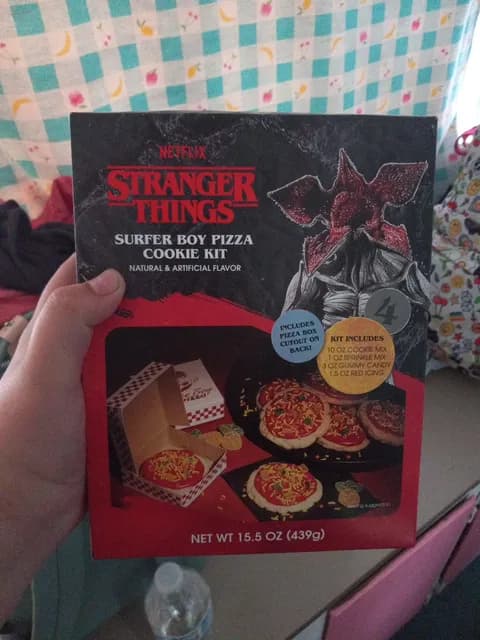 NETFLIX
STRANGER
THINGS
SURFER BOY PIZZA
COOKIE KIT
NATURAL & ARTIFICIAL FLAVOR
4
INCLUDES
PIZZA BOX
CUTOUT ON
BACK!
KIT INCLUDES
10 OZ COOKIE MIX
1 OZ SPRINKLE MIX
3 OZ GUMMY CANDY
1.5 OZ RED ICING
NET WT 15.5 OZ (439g)